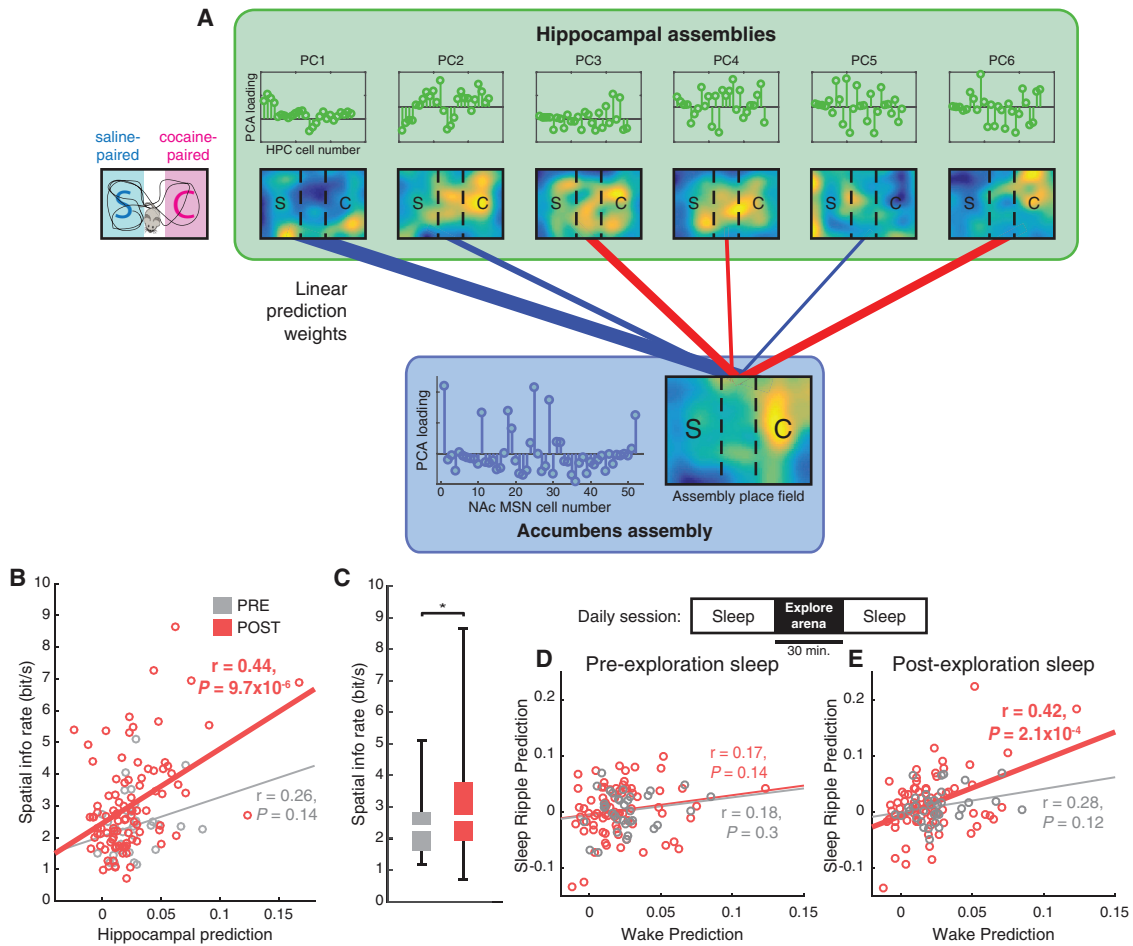 A
Hippocampal assemblies
PC1
PC2
PC3
PC4
PC5
PC6
PCA loading
HPC cell number
saline-
paired
cocaine-
paired
S
C
S
C
S
C
S
C
S
C
S
C
S
C
Linear
prediction
weights
PCA loading
0
10
20
30
40
50
NAc MSN cell number
S
C
Assembly place field
Accumbens assembly
B
Spatial info rate (bit/s)
10
9
8
7
6
5
4
3
2
1
0
PRE
POST
r = 0.44,
P = 9.7x10-6
r = 0.26,
P = 0.14
0
0.05
0.1
0.15
Hippocampal prediction
C
Spatial info rate (bit/s)
10
9
8
7
6
5
4
3
2
1
0
*
Daily session:
Sleep
Explore
arena
Sleep
30 min.
D
Pre-exploration sleep
Sleep Ripple Prediction
0.2
0.1
0
-0.1
r = 0.17,
P = 0.14
r = 0.18,
P = 0.3
0
0.05
0.1
0.15
Wake Prediction
E
Post-exploration sleep
Sleep Ripple Prediction
0.2
0.1
0
-0.1
r = 0.42,
P = 2.1x10-4
r = 0.28,
P = 0.12
0
0.05
0.1
0.15
Wake Prediction